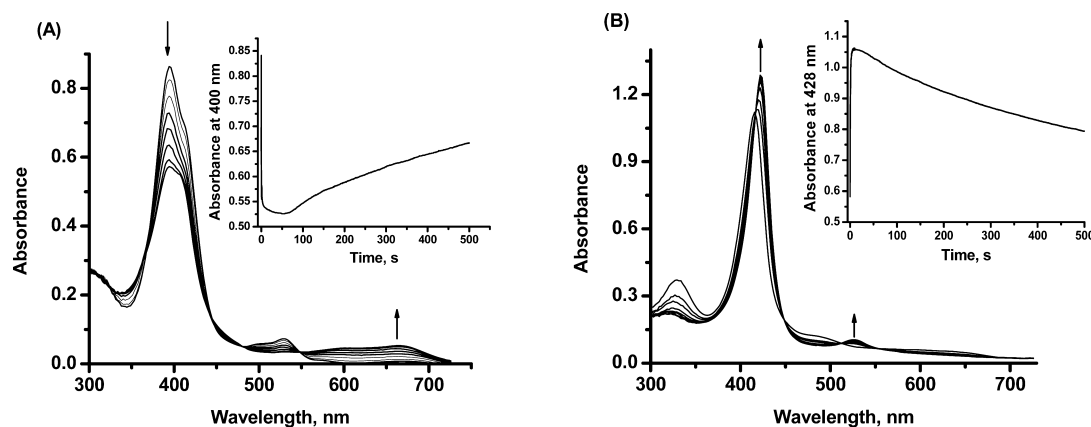 (A)
Absorbance
0.8
0.6
0.4
0.2
0.0
300 400 500 600 700
Wavelength, nm
Absorbance at 400 nm
0.85
0.80
0.75
0.70
0.65
0.60
0.55
0.50
0 100 200 300 400 500
Time, s
(B)
Absorbance
1.2
0.9
0.6
0.3
0.0
300 400 500 600 700
Wavelength, nm
Absorbance at 428 nm
1.1
1.0
0.9
0.8
0.7
0.6
0.5
0 100 200 300 400 500
Time, s